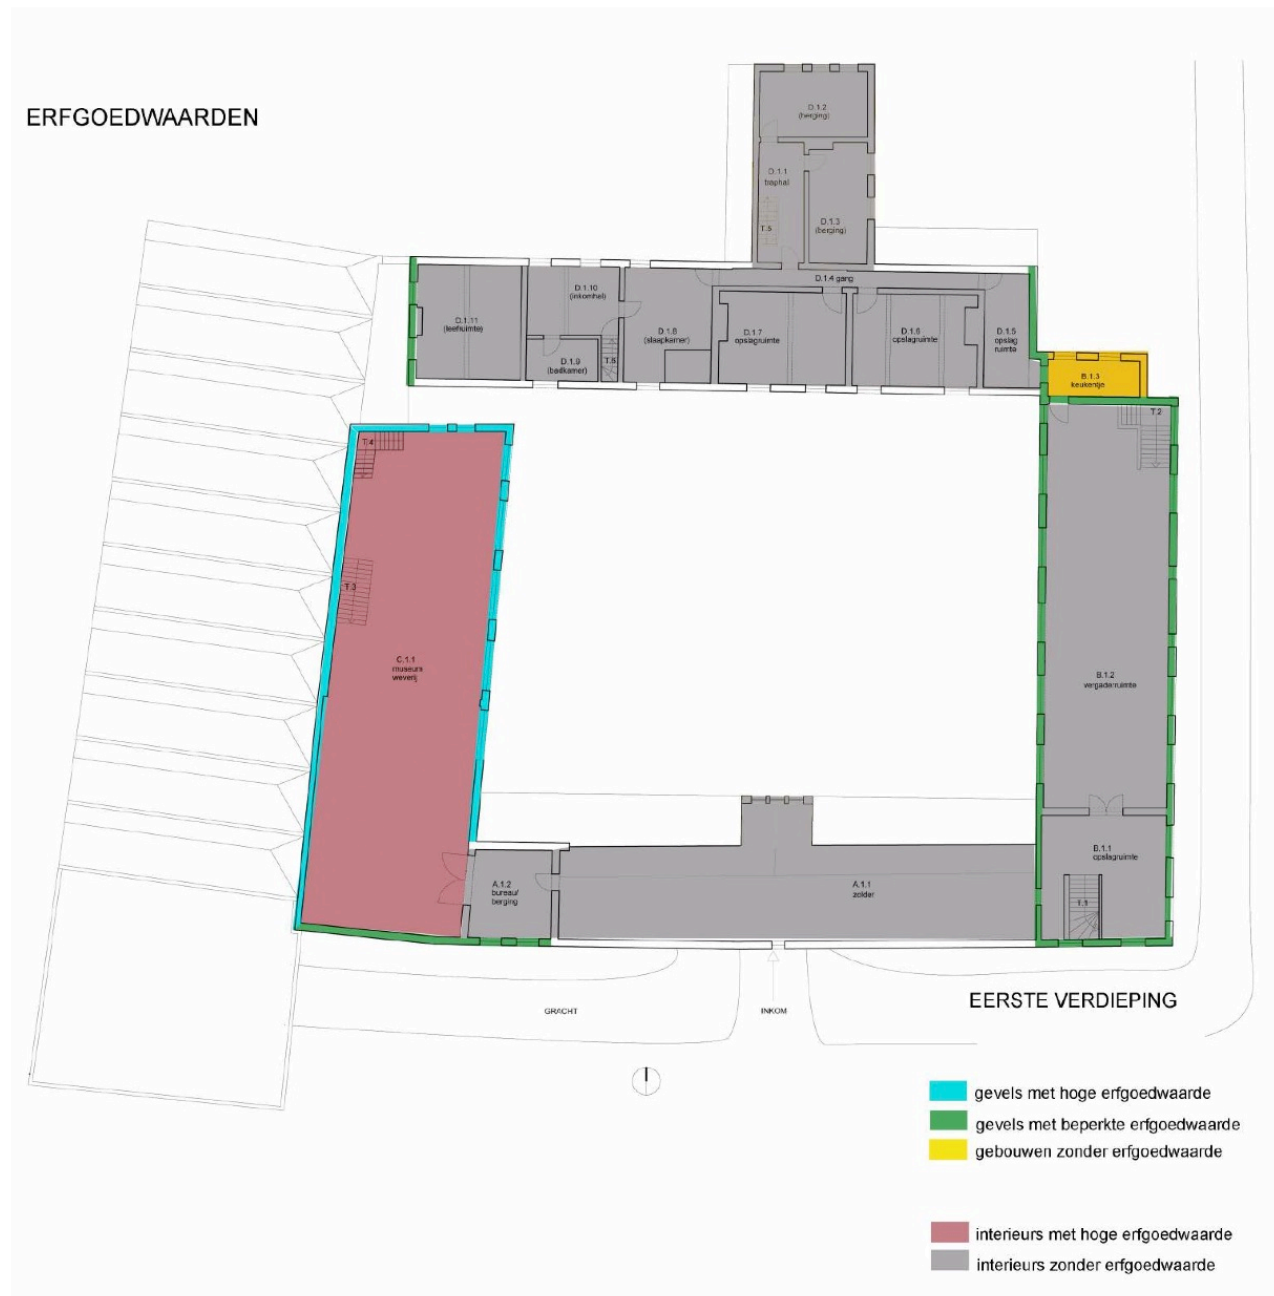 ERFGOEDWAARDEN
D.1.2
(berging)
D.1.1
traphal
T.5
D.1.3
(berging)
D.1.4 gang
D.1.11
(leefruimte)
D.1.10
(inkomhal)
D.1.9
(badkamer)
T.6
D.1.8
(slaapkamer)
D.1.7
opslagruimte
D.1.6
opslagruimte
D.1.5
opslag
ruimte
B.1.3
keukentje
T.2
T.4
T.3
C.1.1
museum
weverij
B.1.2
vergaderruimte
B.1.1
opslagruimte
T.1
A.1.2
bureau/
berging
A.1.1
zolder
EERSTE VERDIEPING
GRACHT
INKOM
gevels met hoge erfgoedwaarde
gevels met beperkte erfgoedwaarde
gebouwen zonder erfgoedwaarde
interieurs met hoge erfgoedwaarde
interieurs zonder erfgoedwaarde